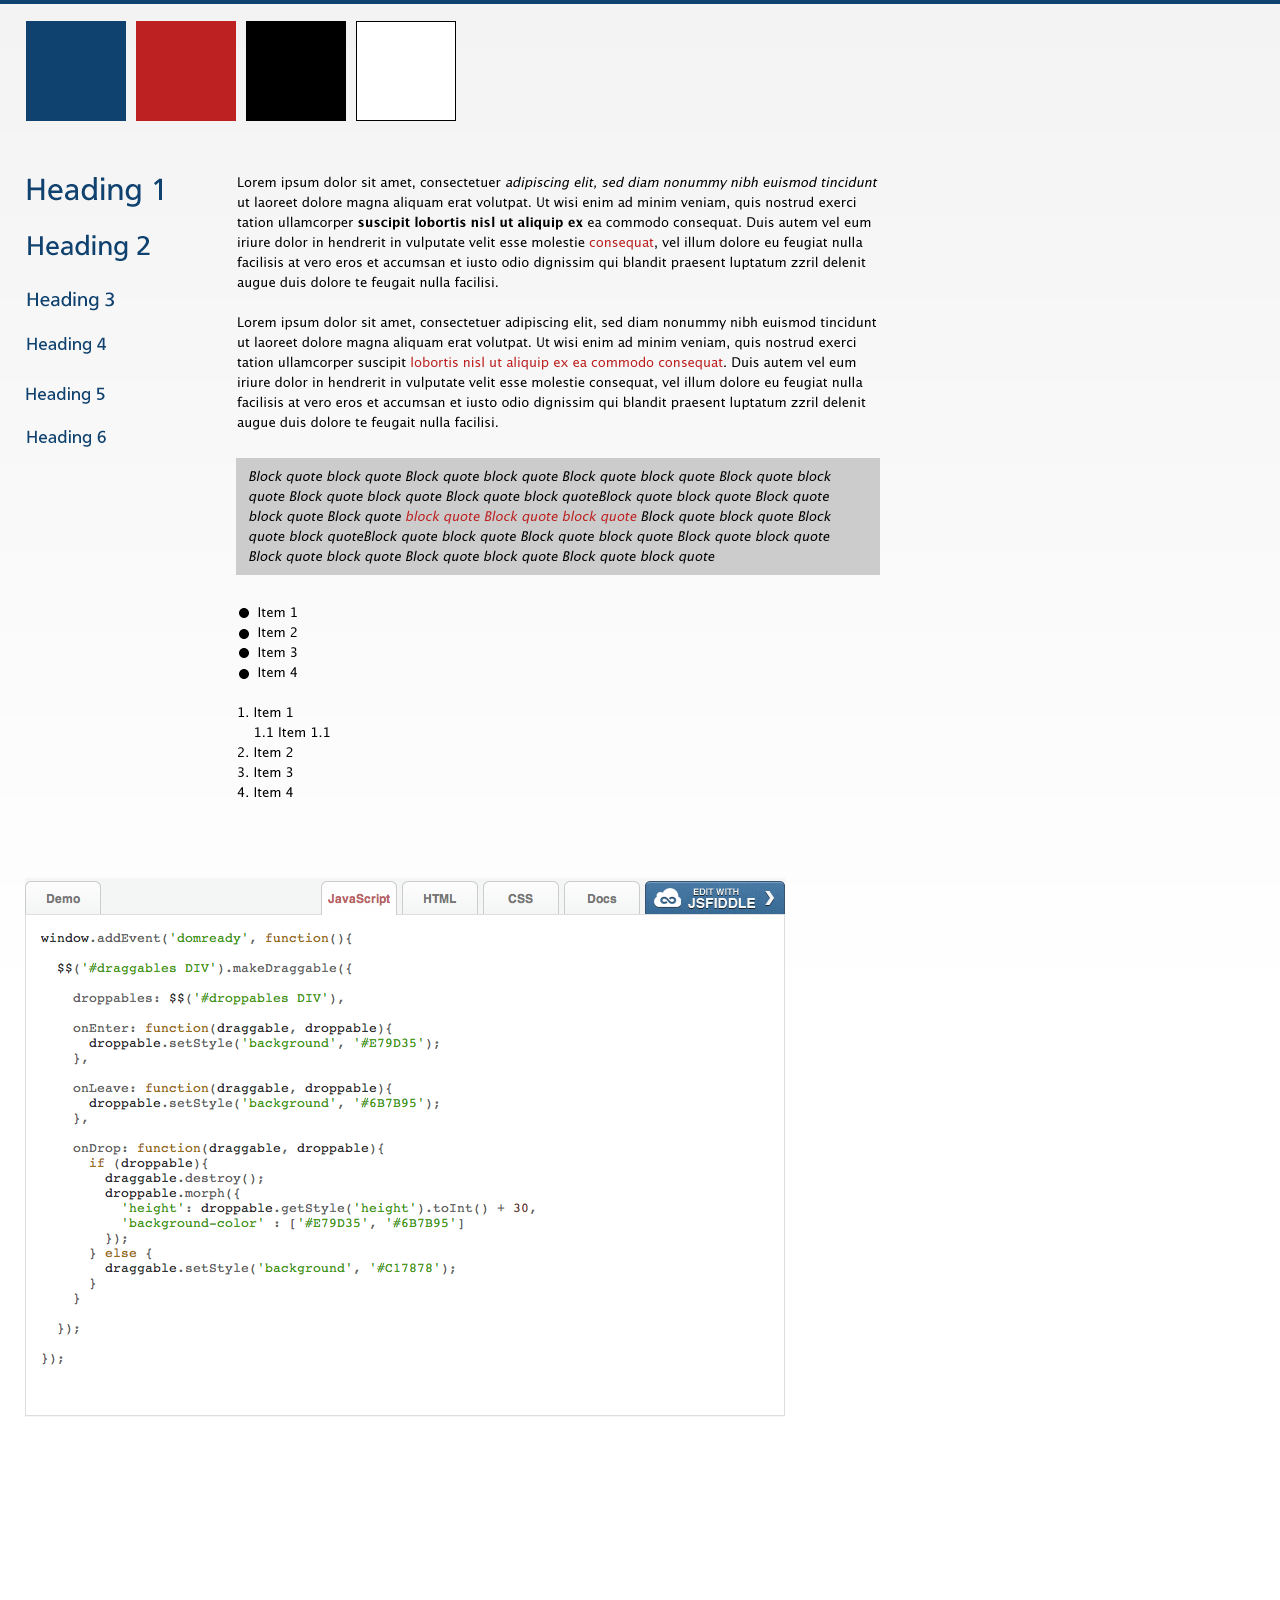 Heading 1
Heading 2
Heading 3
Heading 4
Heading 5
Heading 6
Lorem ipsum dolor sit amet, consectetuer adipiscing elit, sed diam nonummy nibh euismod tincidunt
ut laoreet dolore magna aliquam erat volutpat. Ut wisi enim ad minim veniam, quis nostrud exerci
tation ullamcorper suscipit lobortis nisl ut aliquip ex ea commodo consequat. Duis autem vel eum
iriure dolor in hendrerit in vulputate velit esse molestie consequat, vel illum dolore eu feugiat nulla
facilisis at vero eros et accumsan et iusto odio dignissim qui blandit praesent luptatum zzril delenit
augue duis dolore te feugait nulla facilisi.
Lorem ipsum dolor sit amet, consectetuer adipiscing elit, sed diam nonummy nibh euismod tincidunt
ut laoreet dolore magna aliquam erat volutpat. Ut wisi enim ad minim veniam, quis nostrud exerci
tation ullamcorper suscipit lobortis nisl ut aliquip ex ea commodo consequat. Duis autem vel eum
iriure dolor in hendrerit in vulputate velit esse molestie consequat, vel illum dolore eu feugiat nulla
facilisis at vero eros et accumsan et iusto odio dignissim qui blandit praesent luptatum zzril delenit
augue duis dolore te feugait nulla facilisi.
Block quote block quote Block quote block quote Block quote block quote Block quote block
quote Block quote block quote Block quote block quoteBlock quote block quote Block quote
block quote Block quote block quote Block quote block quote Block quote block quote Block
quote block quoteBlock quote block quote Block quote block quote Block quote block quote
Block quote block quote Block quote block quote Block quote block quote
● Item 1
● Item 2
● Item 3
● Item 4
1. Item 1
1.1 Item 1.1
2. Item 2
3. Item 3
4. Item 4
Demo JavaScript HTML CSS Docs EDIT WITH
JSFIDDLE ❯
window.addEvent('domready', function(){
$$('#draggables DIV').makeDraggable({
droppables: $$('#droppables DIV'),
onEnter: function(draggable, droppable){
droppable.setStyle('background', '#E79D35');
},
onLeave: function(draggable, droppable){
droppable.setStyle('background', '#6B7B95');
},
onDrop: function(draggable, droppable){
if (droppable){
draggable.destroy();
droppable.morph({
'height': droppable.getStyle('height').toInt() + 30,
'background-color' : ['#E79D35', '#6B7B95']
});
} else {
draggable.setStyle('background', '#C17878');
}
}
});
});